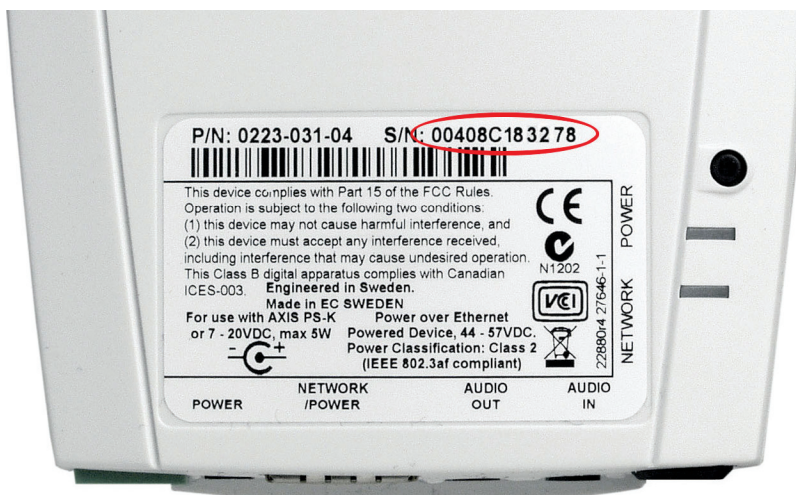 P/N: 0223-031-04 S/N: 00408C183278
This device complies with Part 15 of the FCC Rules.
Operation is subject to the following two conditions:
(1) this device may not cause harmful interference, and
(2) this device must accept any interference received,
including interference that may cause undesired operation.
This Class B digital apparatus complies with Canadian
ICES-003. Engineered in Sweden.
Made in EC SWEDEN
For use with AXIS PS-K
or 7 - 20VDC, max 5W
- +
Power over Ethernet
Powered Device, 44 - 57VDC.
Power Classification: Class 2
(IEEE 802.3af compliant)
CE
N1202
VCI
22880r4 27646-1-1
POWER
NETWORK
POWER
NETWORK
/POWER
AUDIO
OUT
AUDIO
IN